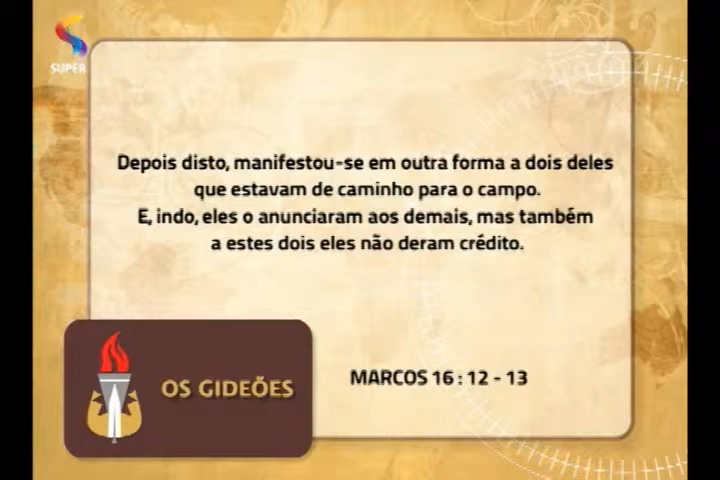 SUPER
Depois disto, manifestou-se em outra forma a dois deles
que estavam de caminho para o campo.
E, indo, eles o anunciaram aos demais, mas também
a estes dois eles não deram crédito.
OS GIDEÕES
MARCOS 16 : 12 - 13